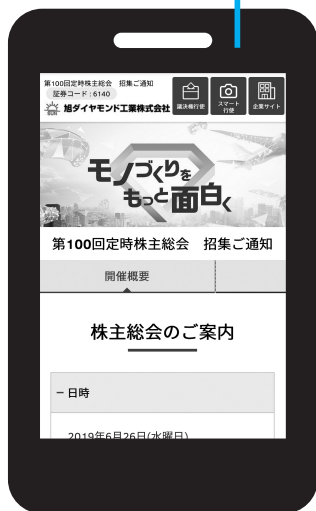 第100回定時株主総会 招集ご通知
証券コード：6140
旭ダイヤモンド工業株式会社
議決権行使
スマート
行使
企業サイト
モノづくりを
もっと面白く
第100回定時株主総会 招集ご通知
開催概要
株主総会のご案内
− 日時
2019年6月26日(水曜日)